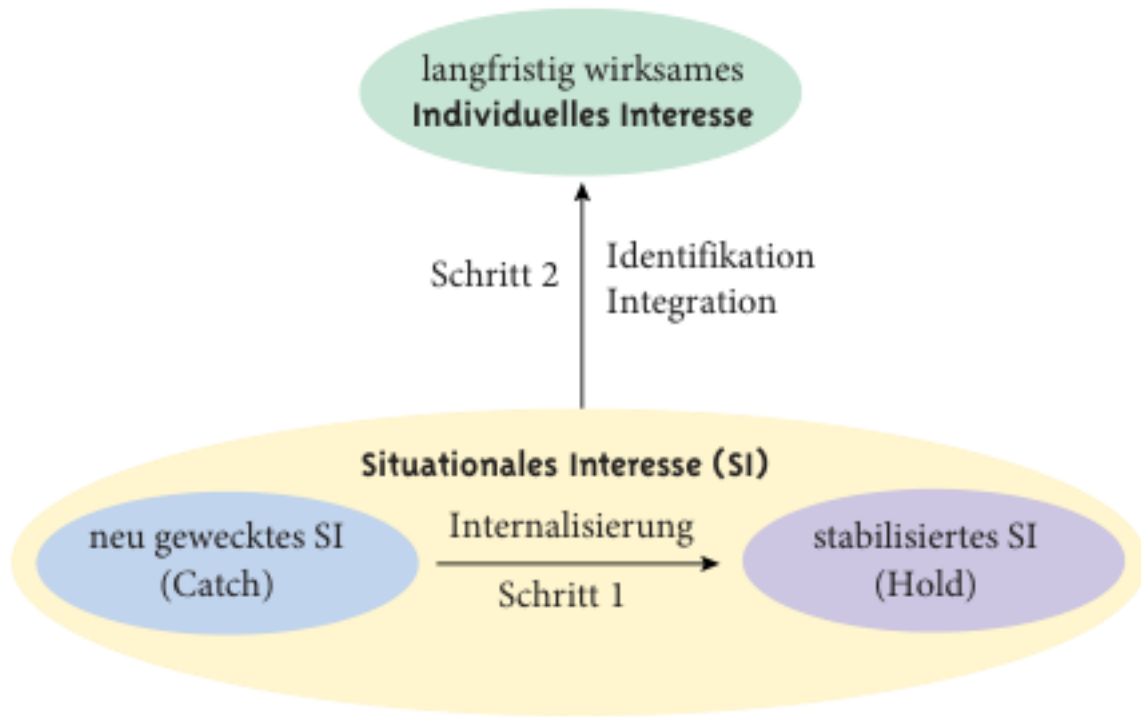 langfristig wirksames
Individuelles Interesse
Schritt 2
Identifikation
Integration
Situationales Interesse (SI)
neu gewecktes SI
(Catch)
Internalisierung
Schritt 1
stabilisiertes SI
(Hold)